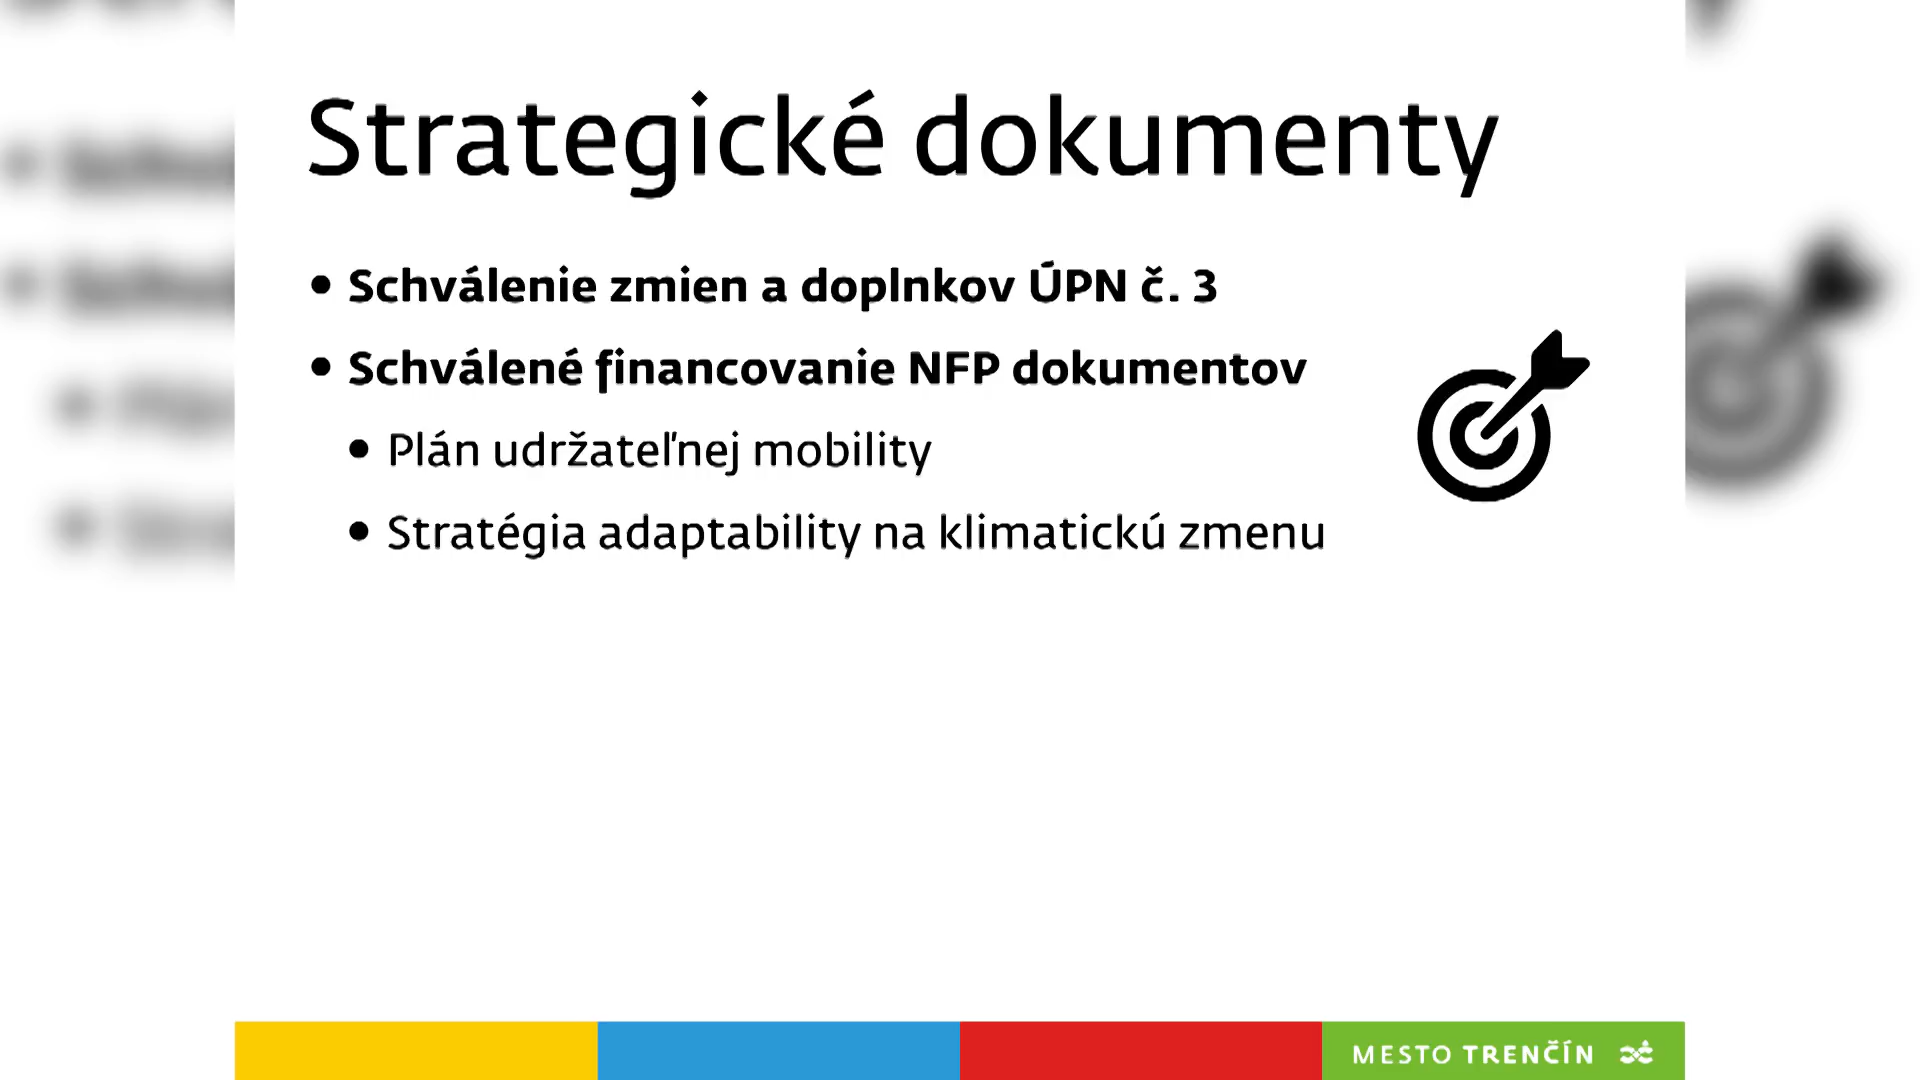 Strategické dokumenty
• Schválenie zmien a doplnkov ÚPN č. 3
• Schválené financovanie NFP dokumentov
• Plán udržateľnej mobility
• Stratégia adaptability na klimatickú zmenu
MESTO TRENČÍN